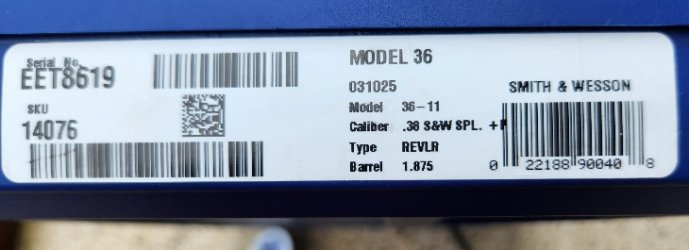 Serial No.
EET8619
SKU
14076
MODEL 36
031025
Model 36-11
Caliber .38 S&W SPL. +P
Type REVLR
Barrel 1.875
SMITH & WESSON
0 22188 90040 8